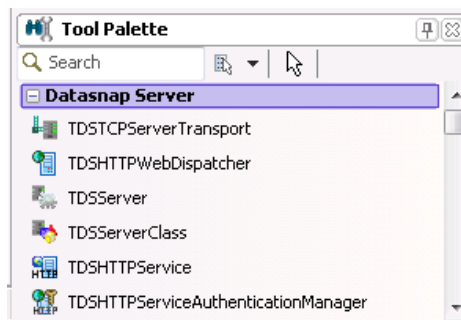 Tool Palette
Search
Datasnap Server
TDSTCPServerTransport
TDSHTTPWebDispatcher
TDSServer
TDSServerClass
TDSHTTPService
TDSHTTPServiceAuthenticationManager